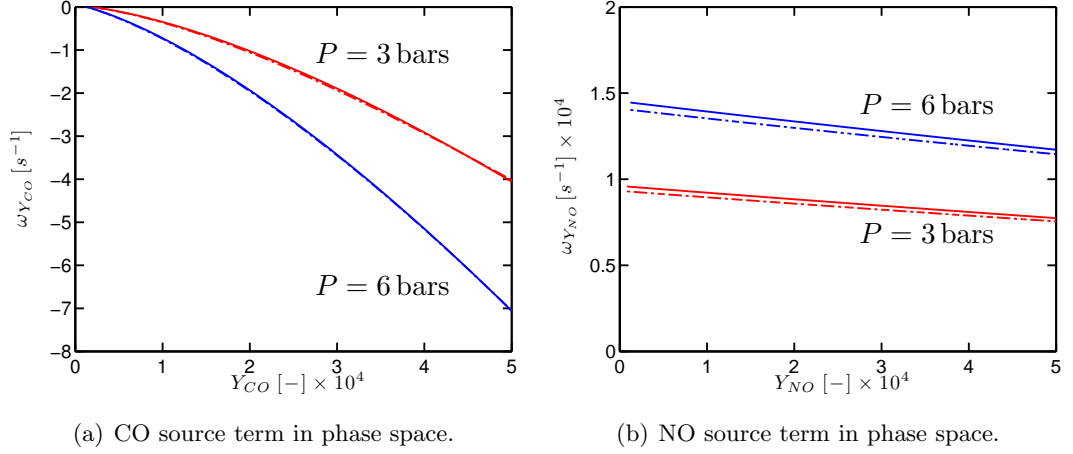 0
−1
−2
−3
−4
−5
−6
−7
−8
ω_{Y_{CO}} [s^{−1}]
P = 3 bars
P = 6 bars
0 1 2 3 4 5
Y_{CO} [−] × 10^4
(a) CO source term in phase space.
2
1.5
1
0.5
0
ω_{Y_{NO}} [s^{−1}] × 10^4
P = 6 bars
P = 3 bars
0 1 2 3 4 5
Y_{NO} [−] × 10^4
(b) NO source term in phase space.